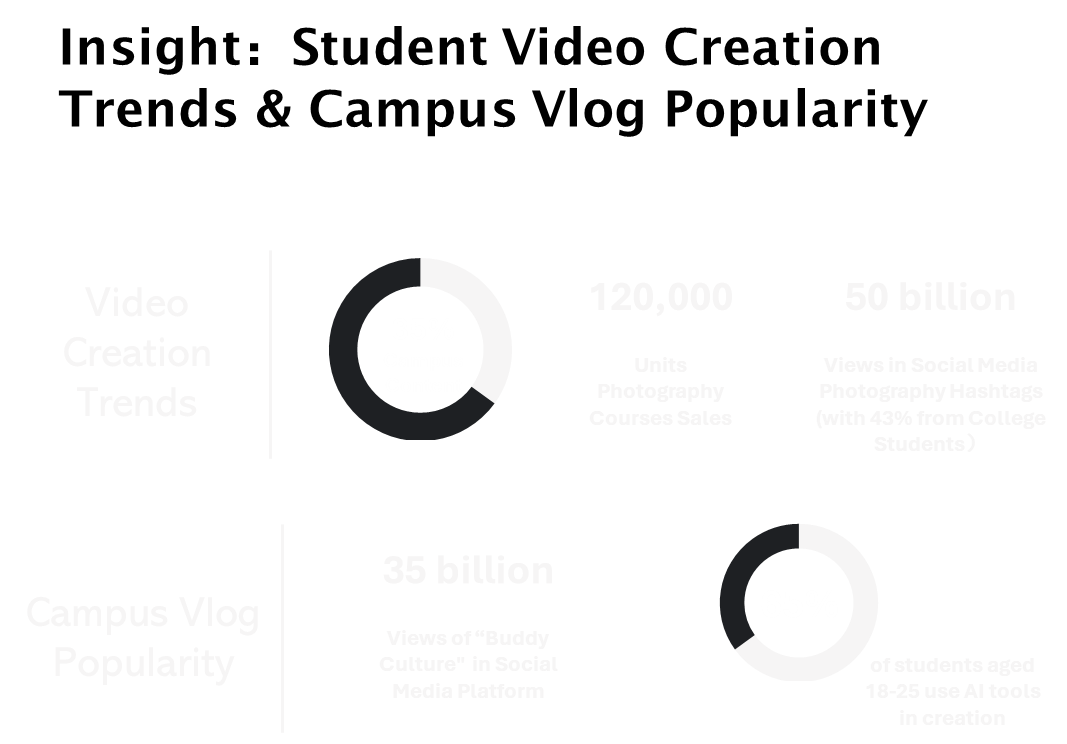 Insight：Student Video Creation
Trends & Campus Vlog Popularity
Video
Creation
Trends
120,000
Units
Photography
Courses Sales
50 billion
Views in Social Media
Photography Hashtags
(with 43% from College
Students）
Campus Vlog
Popularity
35 billion
Views of “Buddy
Culture" in Social
Media Platform
of students aged
18-25 use AI tools
in creation